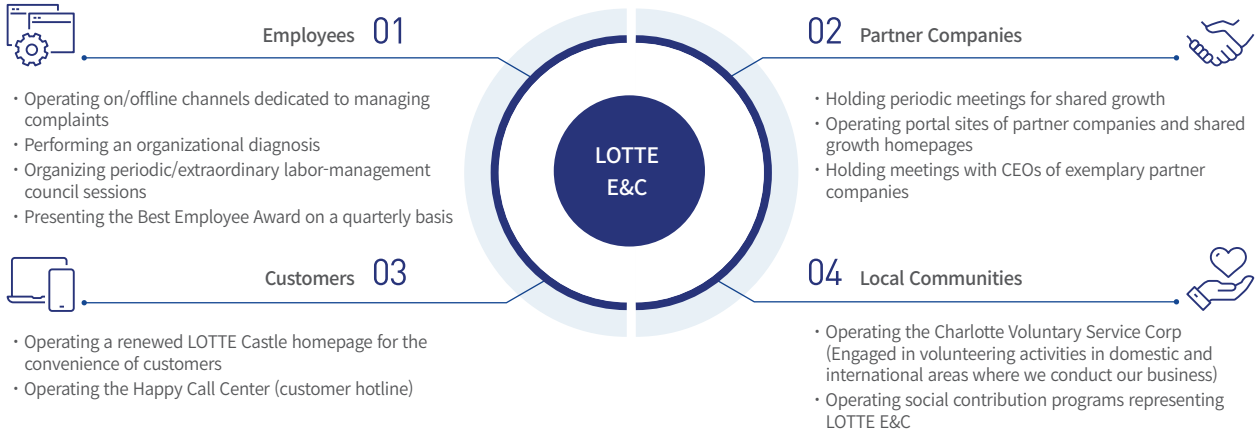 Employees 01
・Operating on/offline channels dedicated to managing
complaints
・Performing an organizational diagnosis
・Organizing periodic/extraordinary labor-management
council sessions
・Presenting the Best Employee Award on a quarterly basis
02 Partner Companies
・Holding periodic meetings for shared growth
・Operating portal sites of partner companies and shared
growth homepages
・Holding meetings with CEOs of exemplary partner
companies
LOTTE
E&C
Customers 03
・Operating a renewed LOTTE Castle homepage for the
convenience of customers
・Operating the Happy Call Center (customer hotline)
04 Local Communities
・Operating the Charlotte Voluntary Service Corp
(Engaged in volunteering activities in domestic and
international areas where we conduct our business)
・Operating social contribution programs representing
LOTTE E&C